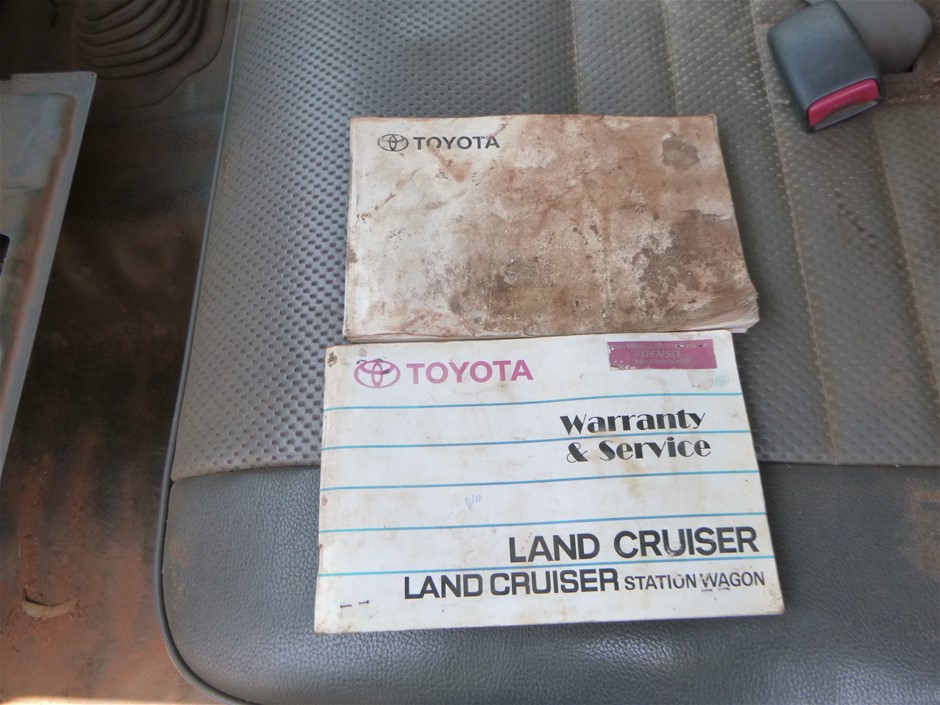 TOYOTA
TOYOTA
DENSO
Warranty
& Service
LAND CRUISER
LAND CRUISER STATION WAGON